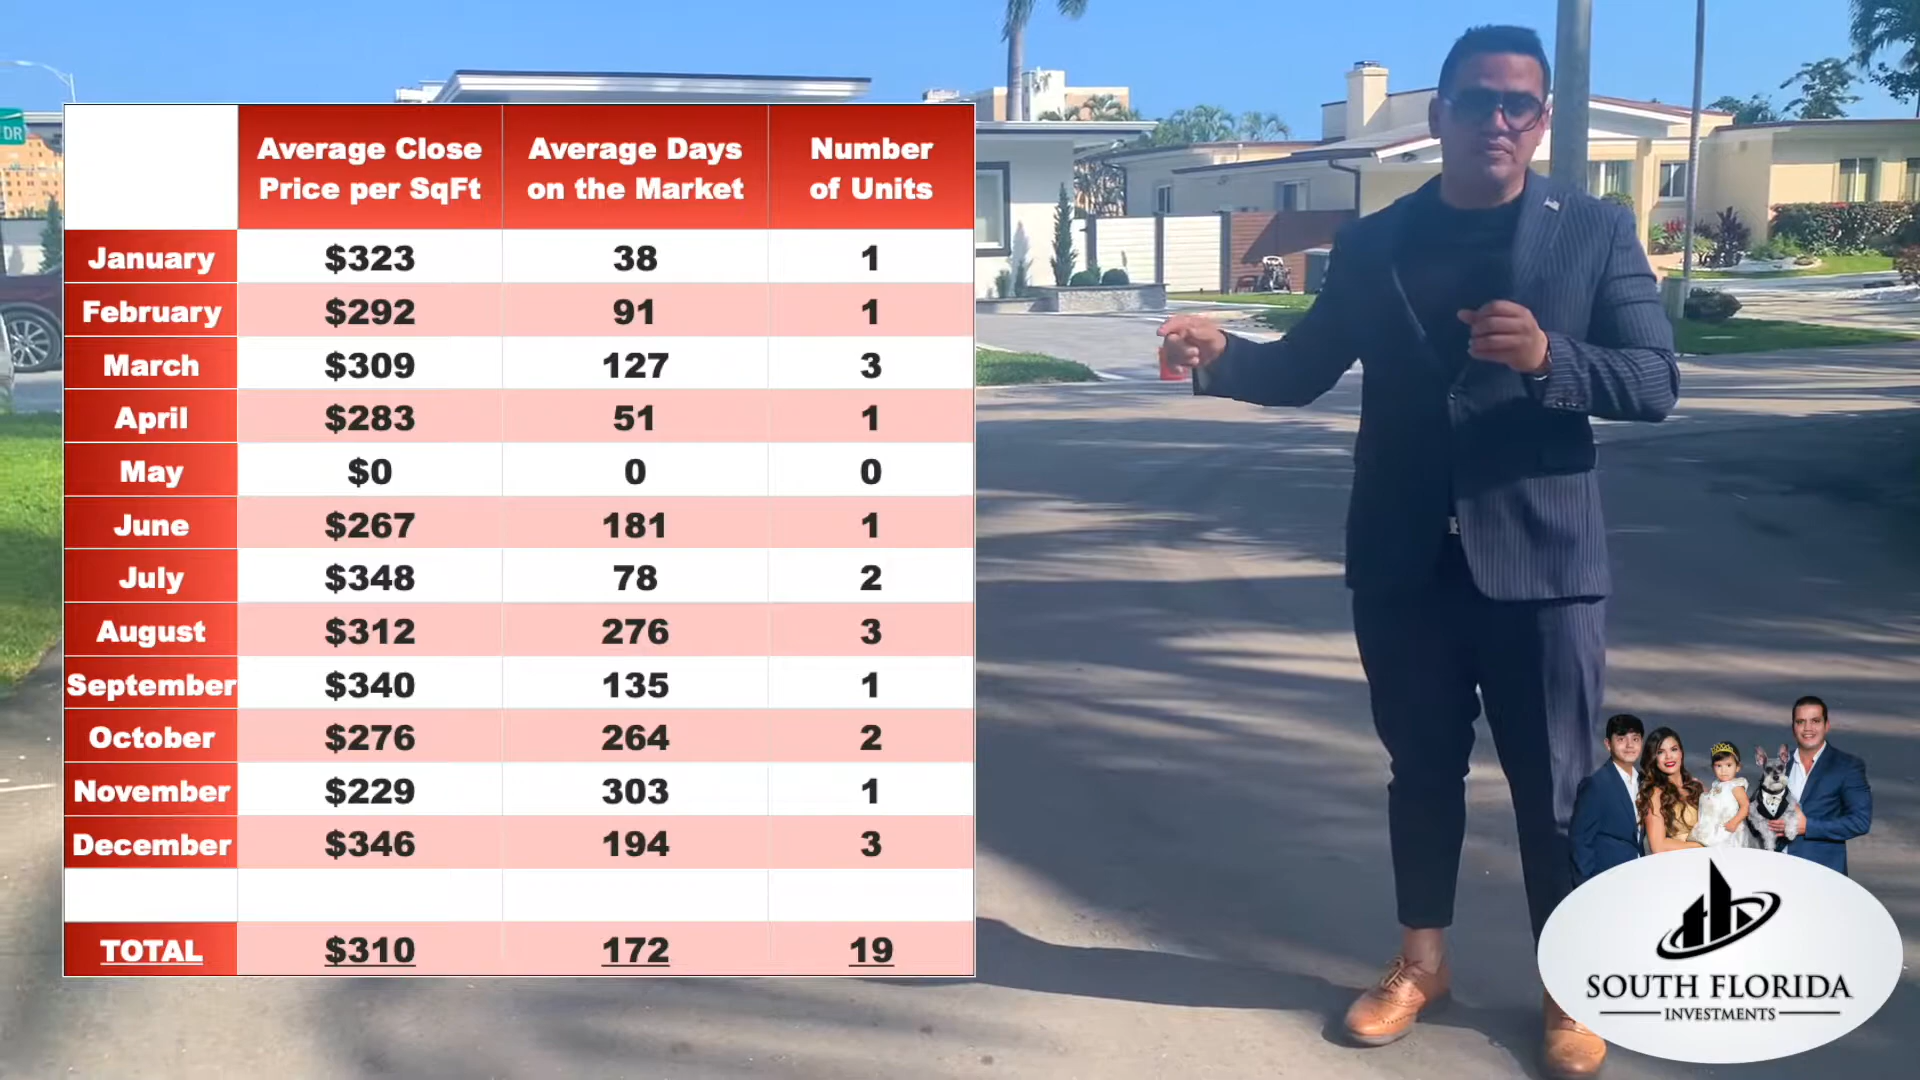 DR
Average Close Average Days Number
Price per SqFt on the Market of Units
January $323 38 1
February $292 91 1
March $309 127 3
April $283 51 1
May $0 0 0
June $267 181 1
July $348 78 2
August $312 276 3
September $340 135 1
October $276 264 2
November $229 303 1
December $346 194 3
TOTAL $310 172 19
SOUTH FLORIDA
INVESTMENTS